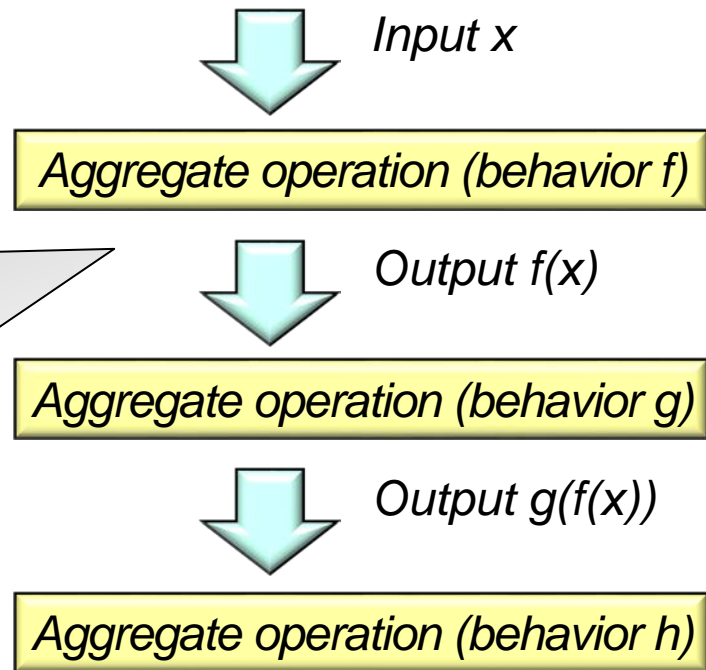 Input x
Aggregate operation (behavior f)
Output f(x)
Aggregate operation (behavior g)
Output g(f(x))
Aggregate operation (behavior h)